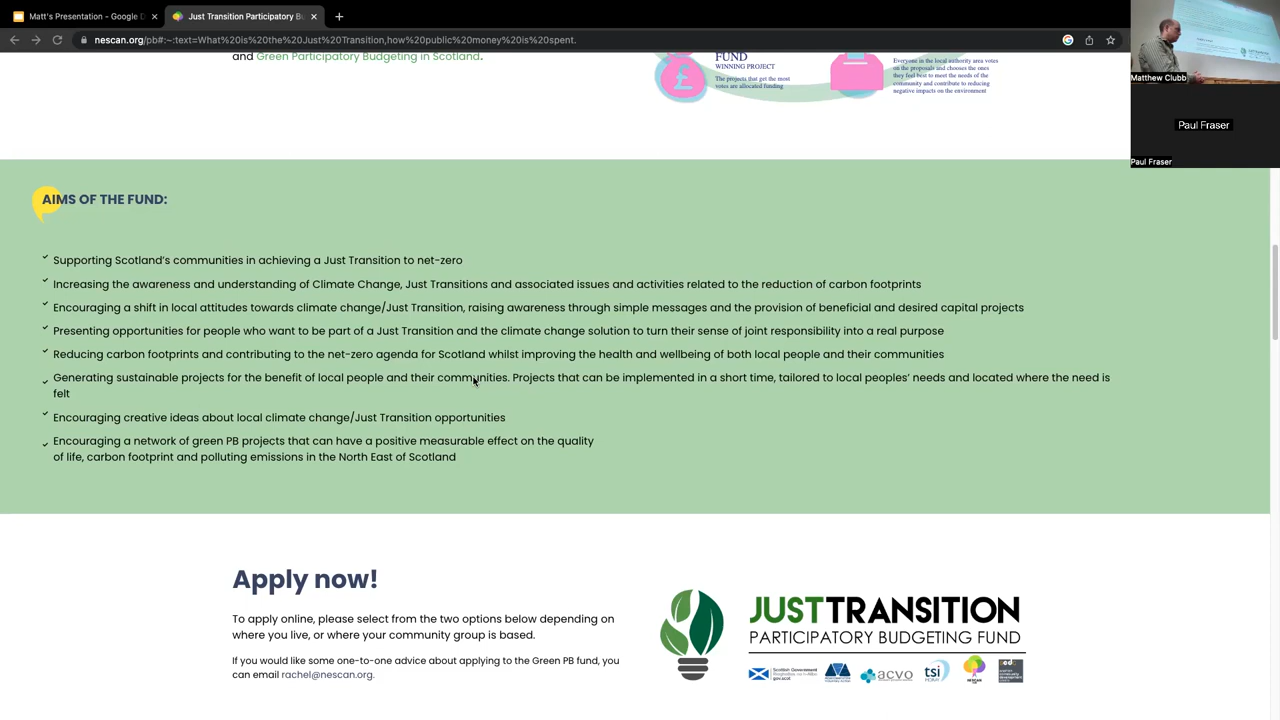 Matt's Presentation - Google D
Just Transition Participatory Bu
nescan.org/pb#:~:text=What%20is%20the%20Just%20Transition,how%20public%20money%20is%20spent.
Matthew Clubb
Paul Fraser
Paul Fraser
and Green Participatory Budgeting in Scotland.
FUND
WINNING PROJECT
The projects that get the most
votes are allocated funding
Everyone in the local authority area votes
on the proposals and chooses the ones
they feel best to meet the needs of the
community and contribute to reducing
negative impacts on the environment
AIMS OF THE FUND:
Supporting Scotland's communities in achieving a Just Transition to net-zero
Increasing the awareness and understanding of Climate Change, Just Transitions and associated issues and activities related to the reduction of carbon footprints
Encouraging a shift in local attitudes towards climate change/Just Transition, raising awareness through simple messages and the provision of beneficial and desired capital projects
Presenting opportunities for people who want to be part of a Just Transition and the climate change solution to turn their sense of joint responsibility into a real purpose
Reducing carbon footprints and contributing to the net-zero agenda for Scotland whilst improving the health and wellbeing of both local people and their communities
Generating sustainable projects for the benefit of local people and their communities. Projects that can be implemented in a short time, tailored to local peoples' needs and located where the need is
felt
Encouraging creative ideas about local climate change/Just Transition opportunities
Encouraging a network of green PB projects that can have a positive measurable effect on the quality
of life, carbon footprint and polluting emissions in the North East of Scotland
Apply now!
To apply online, please select from the two options below depending on
where you live, or where your community group is based.
If you would like some one-to-one advice about applying to the Green PB fund, you
can email rachel@nescan.org.
JUSTTRANSITION
PARTICIPATORY BUDGETING FUND
Scottish Government
gov.scot
acvo
tsi
NESCAN